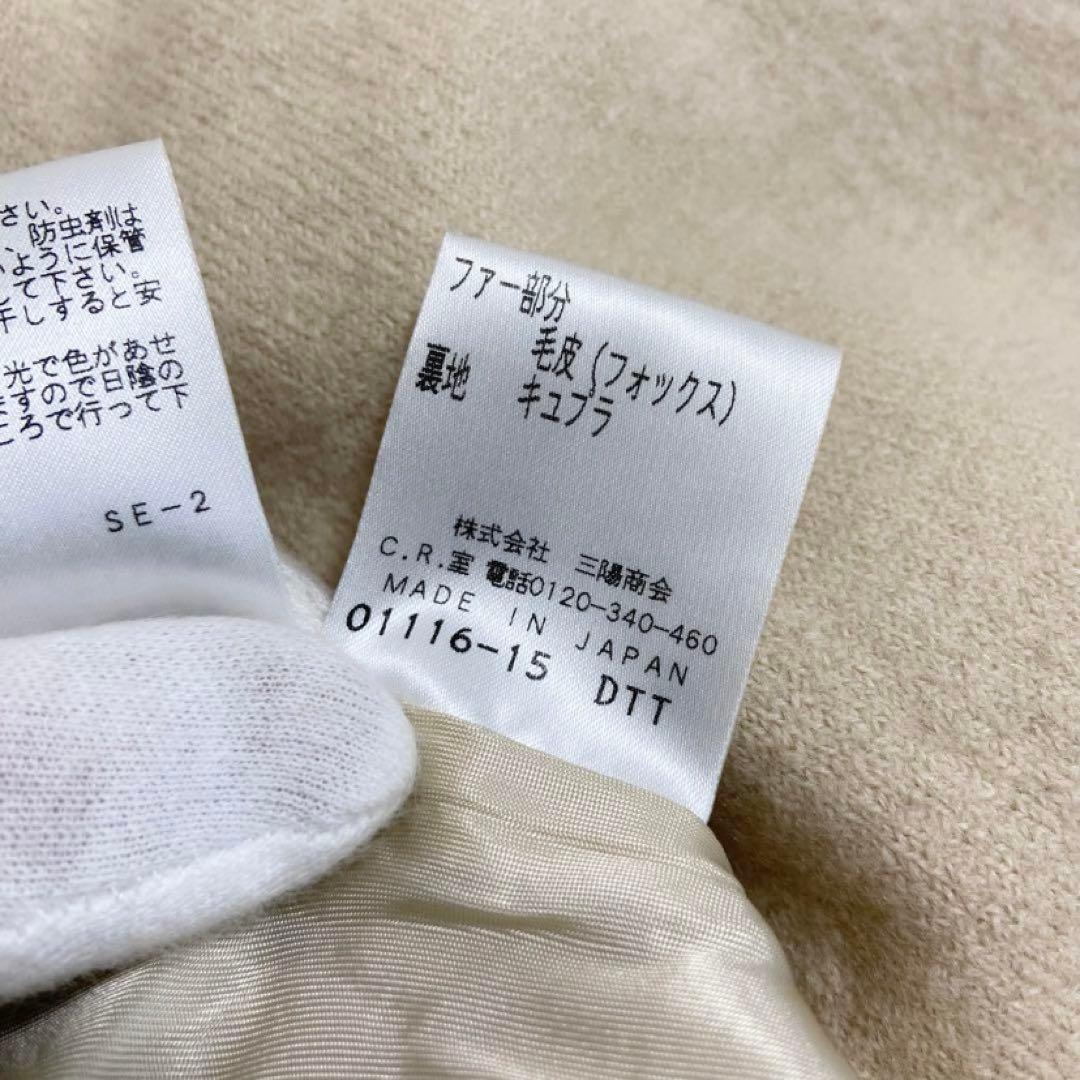 さい。
、防虫剤は
いように保管
して下さい。
干しすると安
光で色があせ
ますので日陰の
ころで行って下
SE-2
ファー部分
毛皮(フォックス)
裏地 キュプラ
株式会社 三陽商会
C.R.室 電話0120-340-460
MADE IN JAPAN
01116-15 DTT